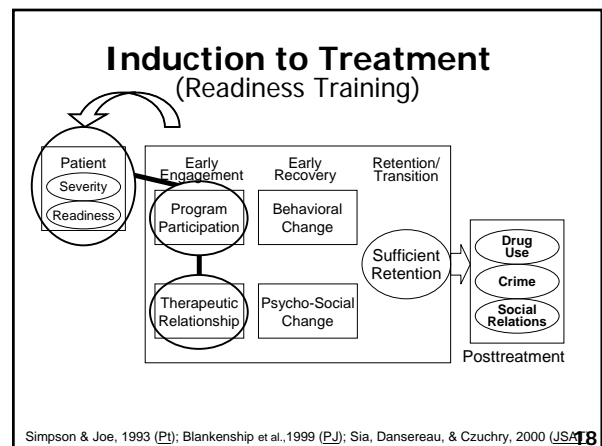 Induction to Treatment
(Readiness Training)
Patient
Severity
Readiness
Early
Engagement
Early
Recovery
Retention/
Transition
Program
Participation
Behavioral
Change
Therapeutic
Relationship
Psycho-Social
Change
Sufficient
Retention
Drug
Use
Crime
Social
Relations
Posttreatment
Simpson & Joe, 1993 (Pt); Blankenship et al.,1999 (PJ); Sia, Dansereau, & Czuchry, 2000 (JSAT)
18